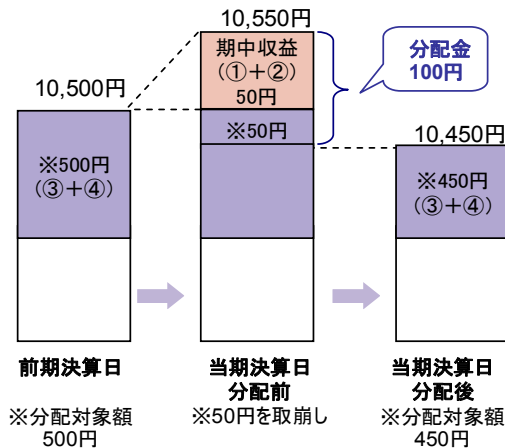 10,550円
期中収益
(①+②)
50円
分配金
100円
10,500円
※50円
10,450円
※500円
(③+④)
※450円
(③+④)
前期決算日
当期決算日
分配前
当期決算日
分配後
※分配対象額
500円
※50円を取崩し
※分配対象額
450円